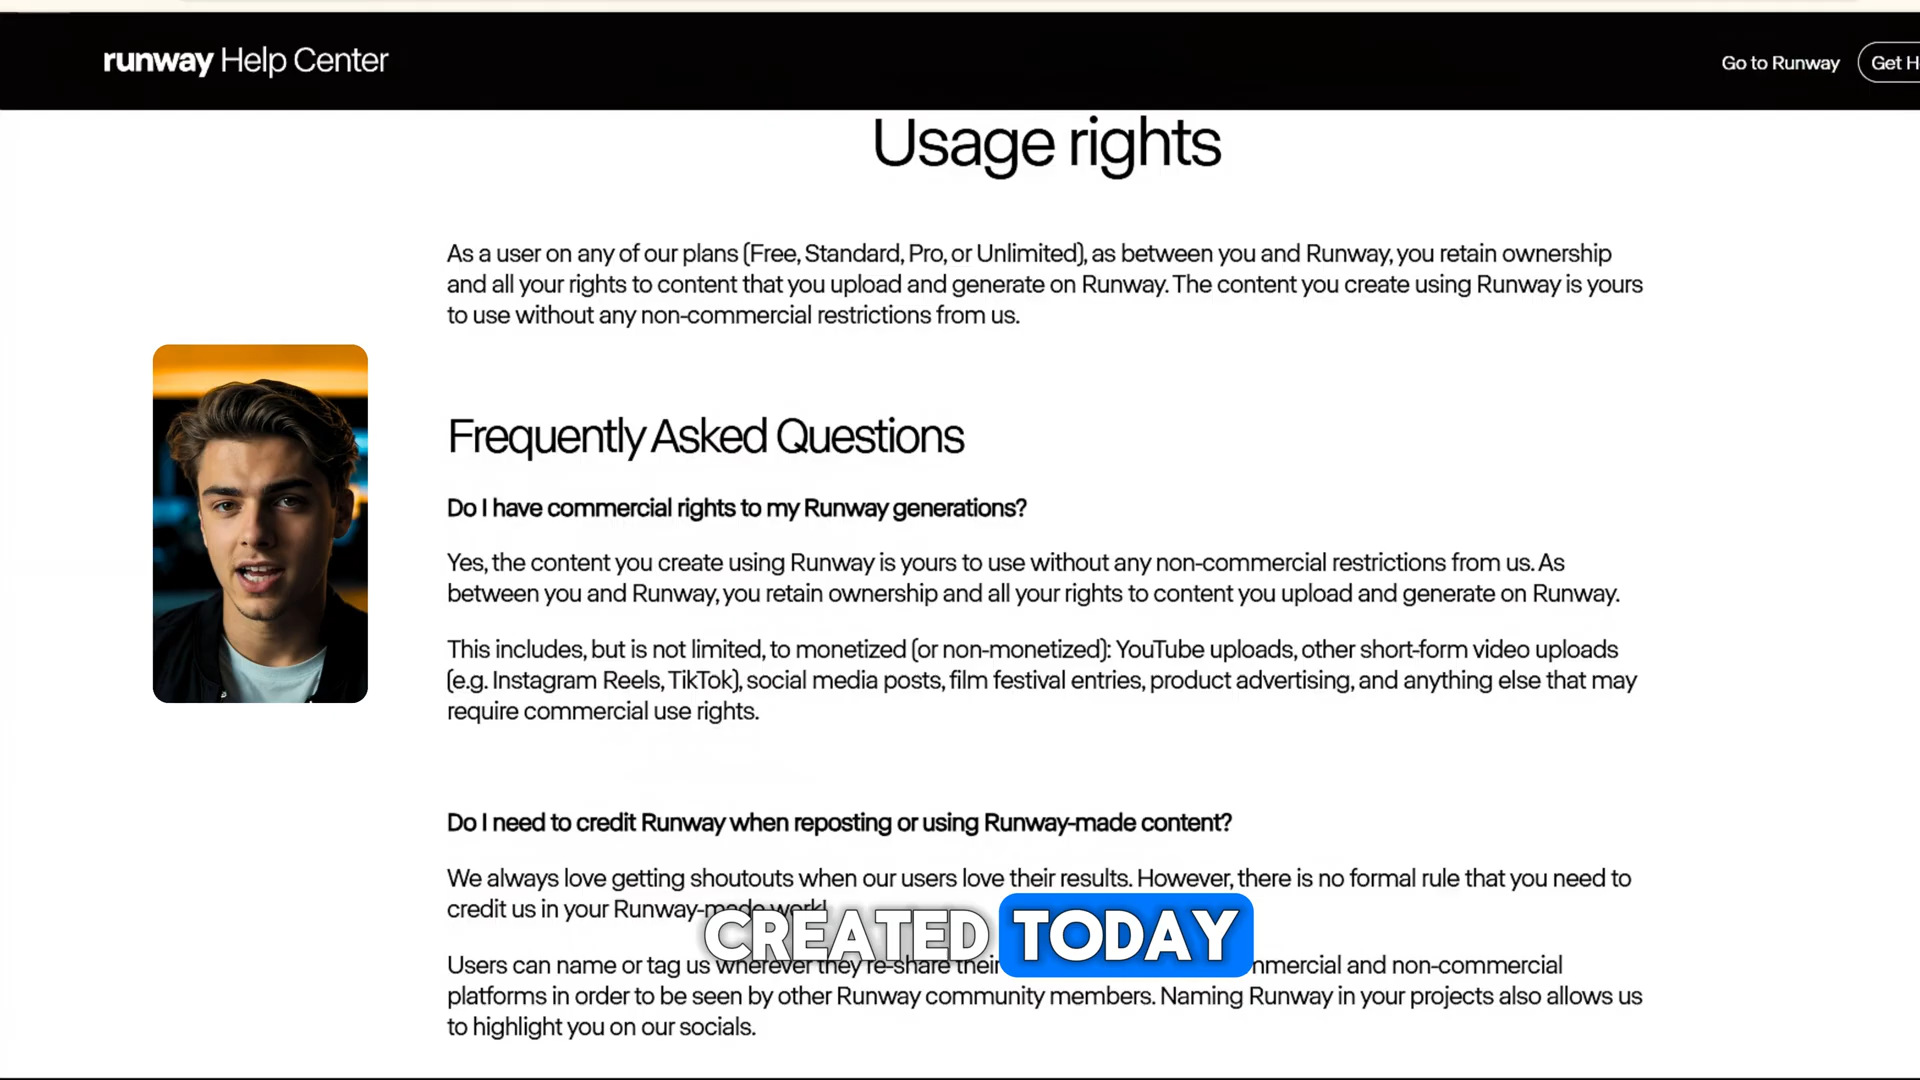 runway Help Center
Go to Runway
Get H
Usage rights
As a user on any of our plans (Free, Standard, Pro, or Unlimited), as between you and Runway, you retain ownership
and all your rights to content that you upload and generate on Runway. The content you create using Runway is yours
to use without any non-commercial restrictions from us.
Frequently Asked Questions
Do I have commercial rights to my Runway generations?
Yes, the content you create using Runway is yours to use without any non-commercial restrictions from us. As
between you and Runway, you retain ownership and all your rights to content you upload and generate on Runway.
This includes, but is not limited, to monetized (or non-monetized): YouTube uploads, other short-form video uploads
(e.g. Instagram Reels, TikTok), social media posts, film festival entries, product advertising, and anything else that may
require commercial use rights.
Do I need to credit Runway when reposting or using Runway-made content?
We always love getting shoutouts when our users love their results. However, there is no formal rule that you need to
credit us in your Runway-made work!
CREATED TODAY
Users can name or tag us wherever they re-share their mmercial and non-commercial
platforms in order to be seen by other Runway community members. Naming Runway in your projects also allows us
to highlight you on our socials.